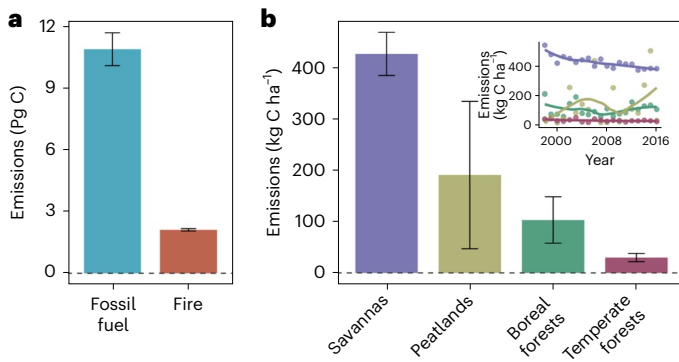 a
Emissions (Pg C)
12
9
6
3
0
Fossil
fuel
Fire
b
Emissions (kg C ha⁻¹)
400
300
200
100
0
Savannas
Peatlands
Boreal
forests
Temperate
forests
Emissions
(kg C ha⁻¹)
400
200
0
2000
2008
2016
Year